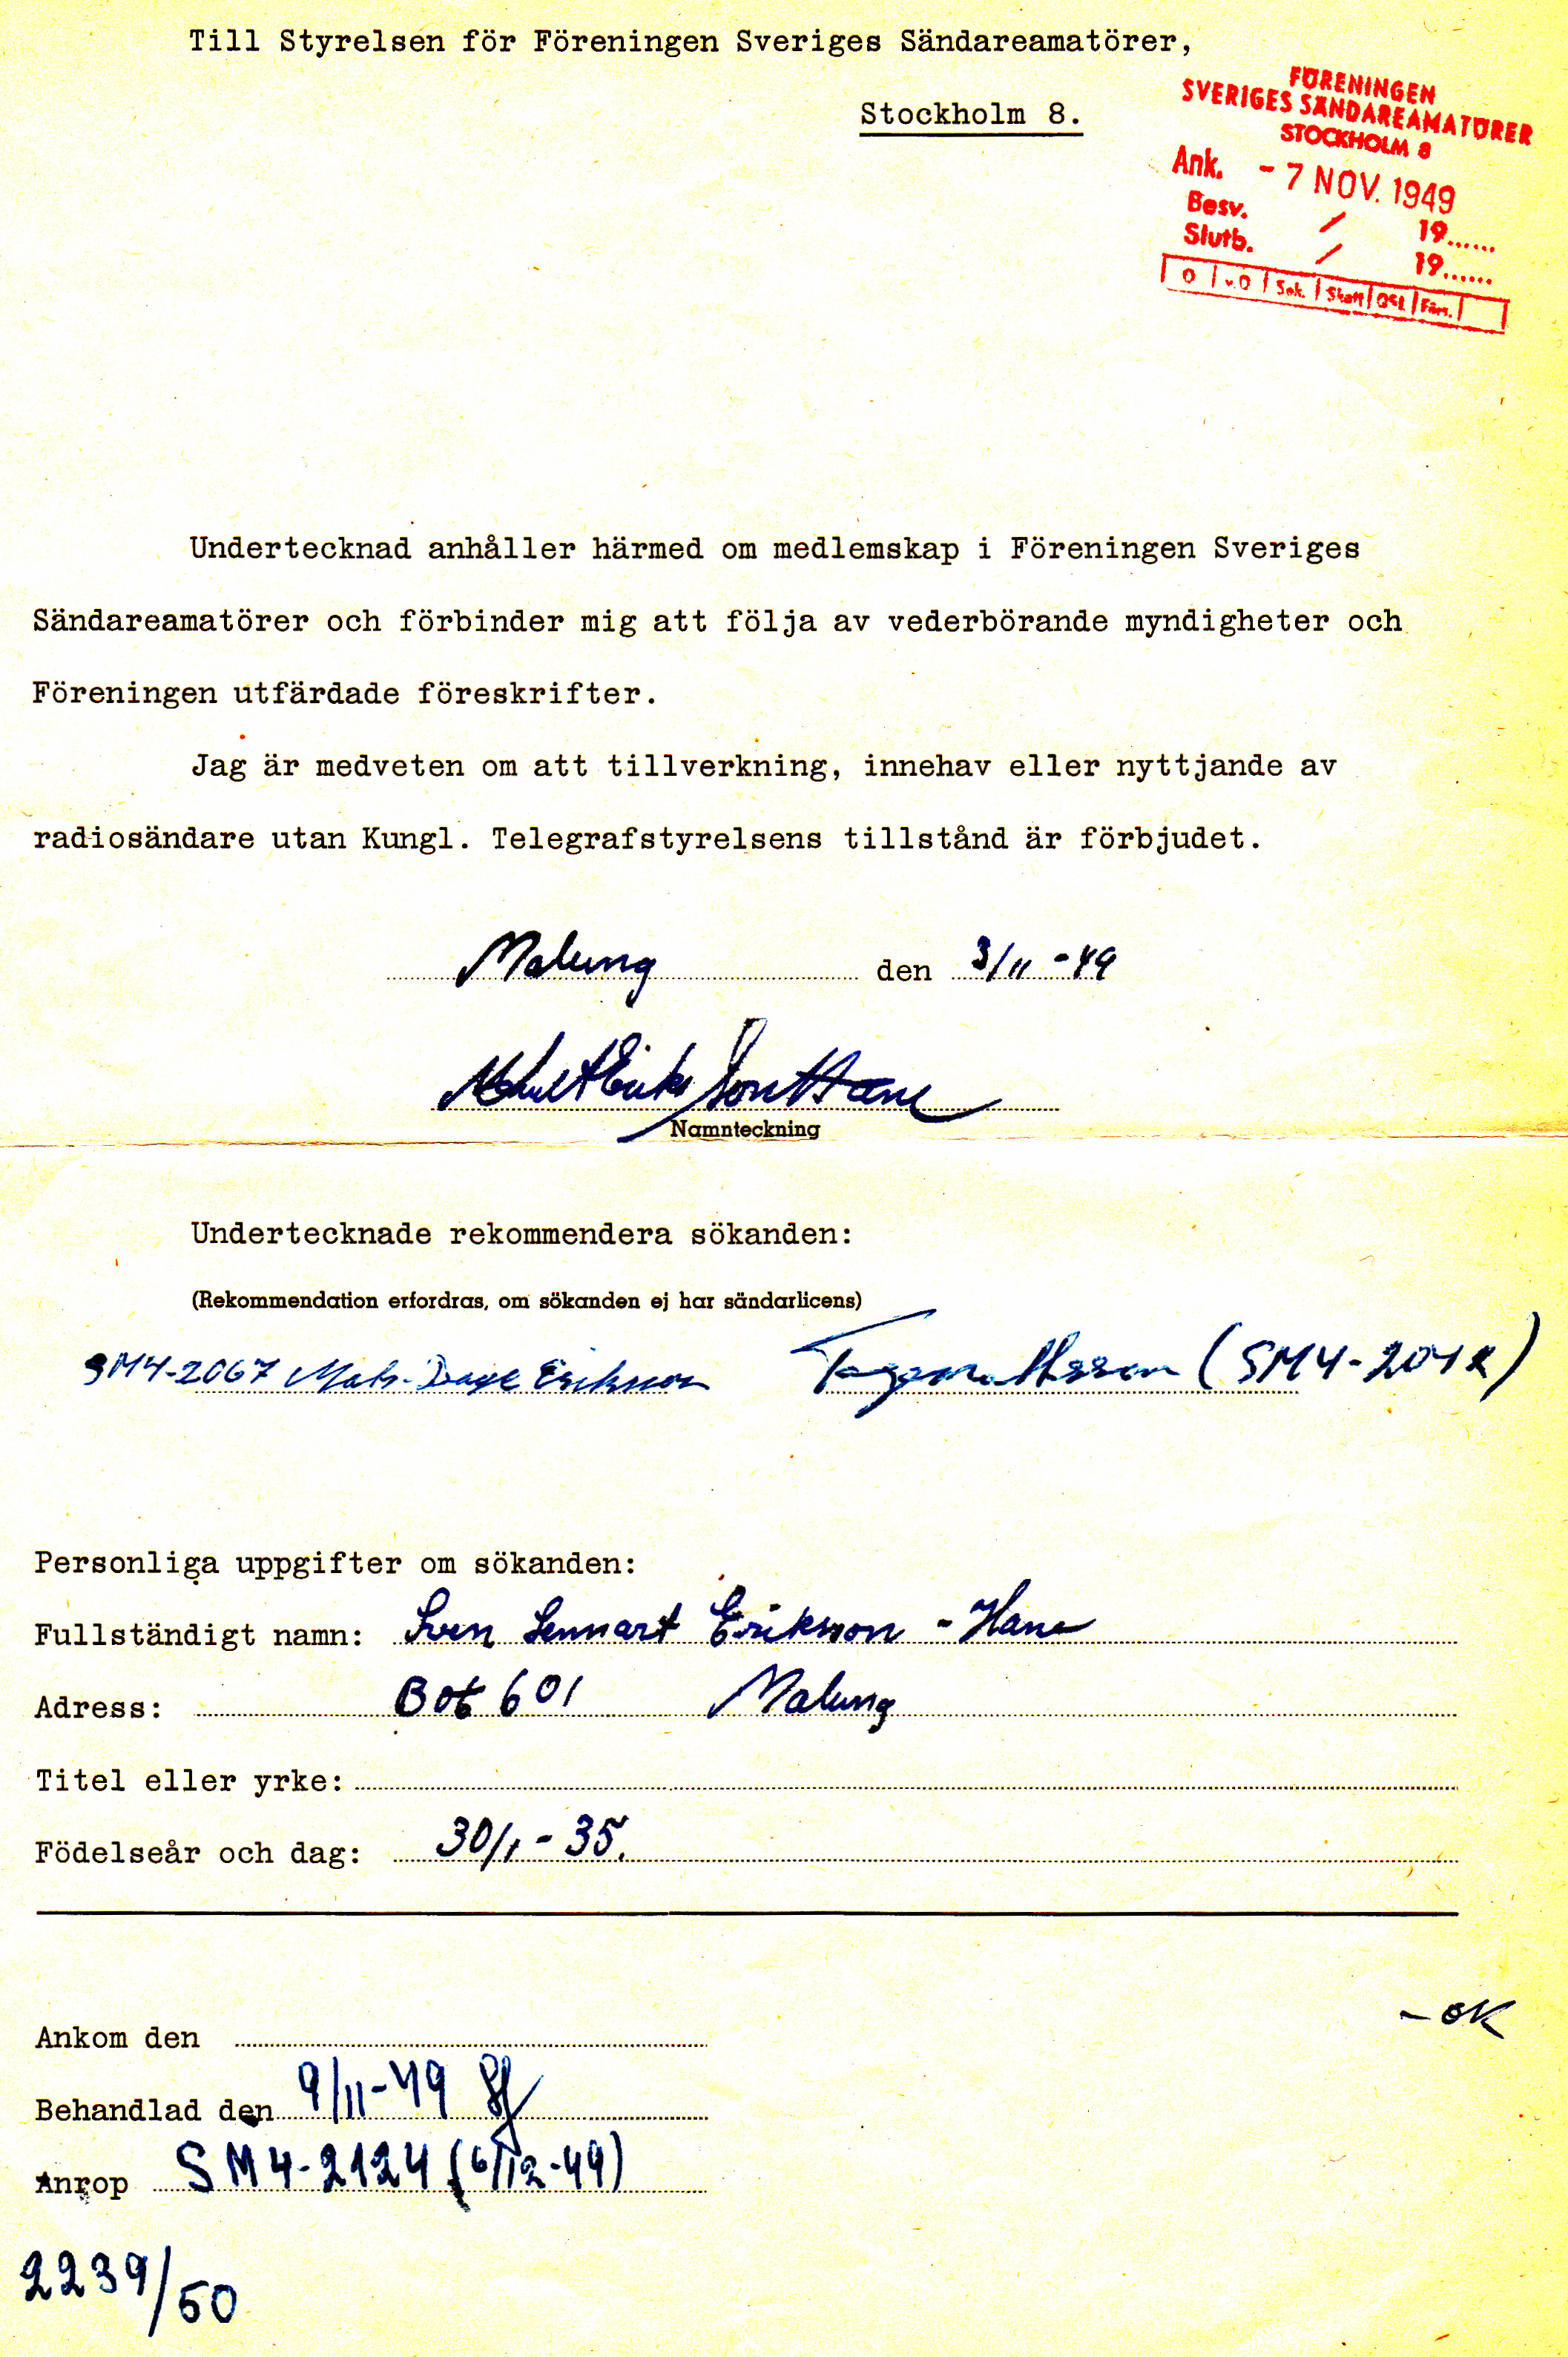 Till Styrelsen för Föreningen Sveriges Sändareamatörer,
Stockholm 8.
FÖRENINGEN
SVERIGES SÄNDAREAMATÖRER
STOCKHOLM 8
Ank. - 7 NOV. 1949
Besv. / 19......
Slutb. / 19......
O v.O Sek. Skatt QSL Förs.
Undertecknad anhåller härmed om medlemskap i Föreningen Sveriges
Sändareamatörer och förbinder mig att följa av vederbörande myndigheter och
Föreningen utfärdade föreskrifter.
Jag är medveten om att tillverkning, innehav eller nyttjande av
radiosändare utan Kungl. Telegrafstyrelsens tillstånd är förbjudet.
Malung den 3/11 -49
Namnteckning
Undertecknade rekommendera sökanden:
(Rekommendation erfordras, om sökanden ej har sändarlicens)
SM4-2067 Mats-Dage Eriksson (SM4-
Personliga uppgifter om sökanden:
Fullständigt namn: Sven Lennart Erikson - Hane
Adress: Box 601 Malung
Titel eller yrke:
Födelseår och dag: 30/1 - 35.
- OK
Ankom den
Behandlad den 9/11-49
Anrop SM4-2124 (6/12-49)
2239/50